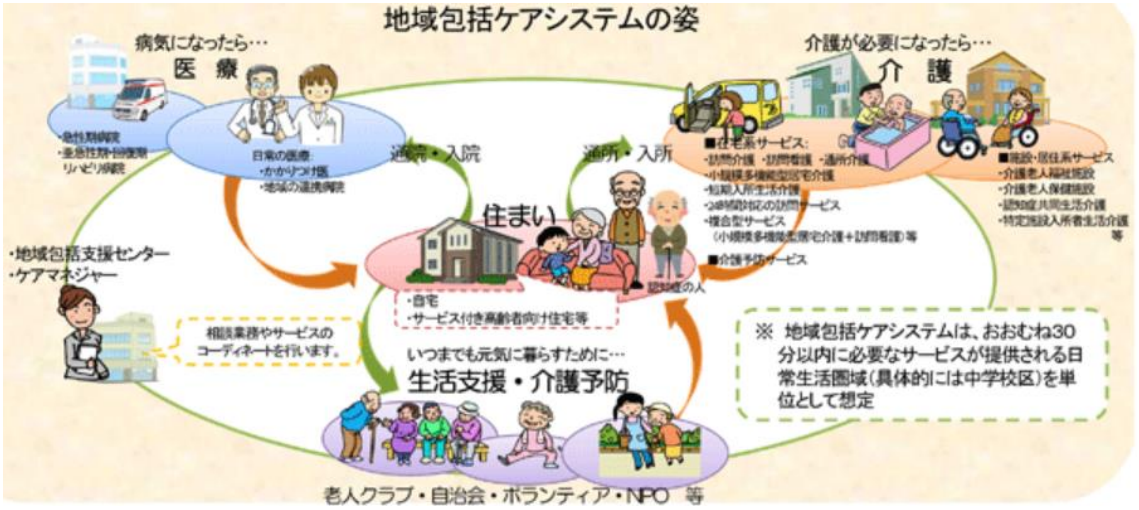 地域包括ケアシステムの姿
病気になったら…
医 療
・急性期病院
・亜急性期・回復期
リハビリ病院
日常の医療:
・かかりつけ医
・地域の連携病院
通院・入院
通所・入所
介護が必要になったら…
介 護
■在宅系サービス:
・訪問介護 ・訪問看護 ・通所介護
・小規模多機能型居宅介護
・短期入所生活介護
・24時間対応の訪問サービス
・複合型サービス
(小規模多機能型居宅介護+訪問看護)等
■介護予防サービス
■施設・居住系サービス
・介護老人福祉施設
・介護老人保健施設
・認知症共同生活介護
・特定施設入所者生活介護
等
住まい
認知症の人
・自宅
・サービス付き高齢者向け住宅等
・地域包括支援センター
・ケアマネジャー
相談業務やサービスの
コーディネートを行います。
いつまでも元気に暮らすために…
生活支援・介護予防
老人クラブ・自治会・ボランティア・NPO 等
※ 地域包括ケアシステムは、おおむね30
分以内に必要なサービスが提供される日
常生活圏域(具体的には中学校区)を単
位として想定